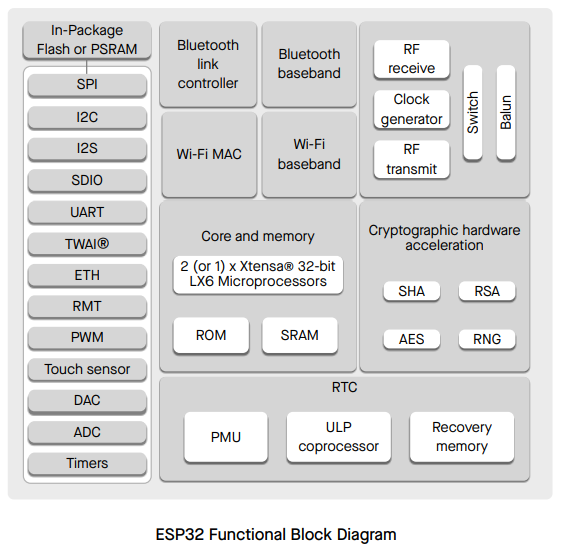 In-Package
Flash or PSRAM
SPI
I2C
I2S
SDIO
UART
TWAI®
ETH
RMT
PWM
Touch sensor
DAC
ADC
Timers
Bluetooth
link
controller
Bluetooth
baseband
Wi-Fi MAC
Wi-Fi
baseband
RF
receive
Clock
generator
RF
transmit
Switch
Balun
Core and memory
2 (or 1) x Xtensa® 32-bit
LX6 Microprocessors
ROM
SRAM
Cryptographic hardware
acceleration
SHA
RSA
AES
RNG
RTC
PMU
ULP
coprocessor
Recovery
memory
ESP32 Functional Block Diagram